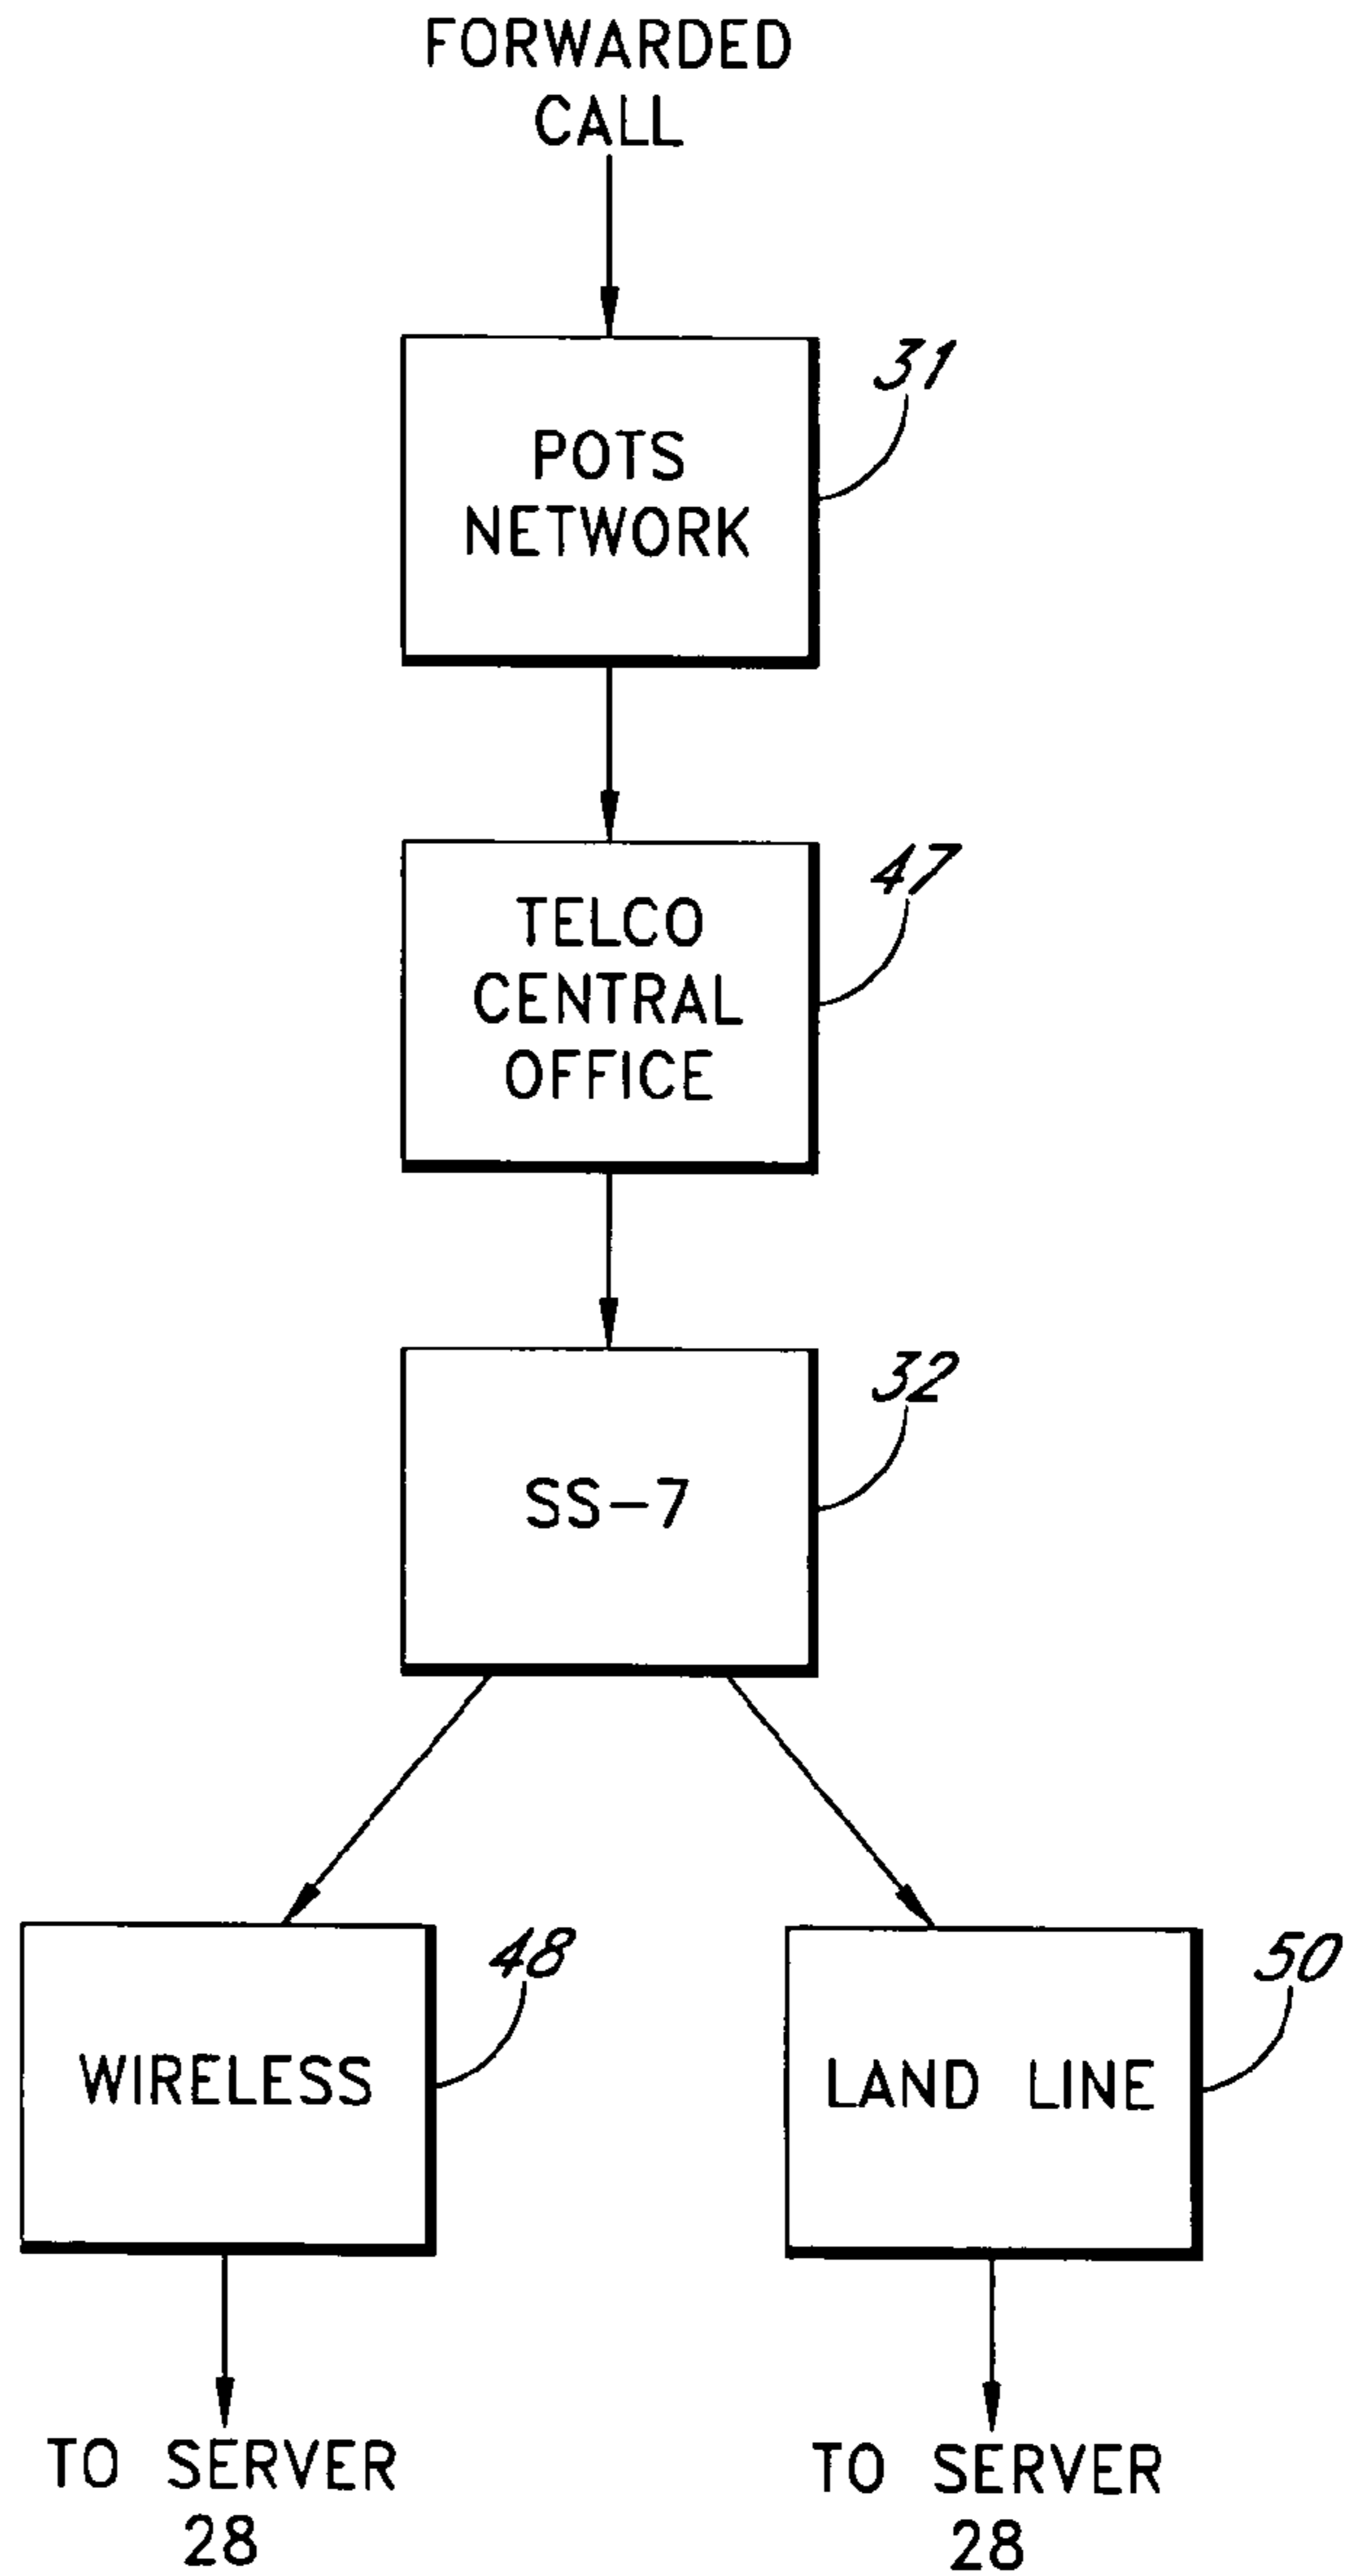 FORWARDED
CALL
31
POTS
NETWORK
47
TELCO
CENTRAL
OFFICE
32
SS-7
48
WIRELESS
50
LAND LINE
TO SERVER
28
TO SERVER
28